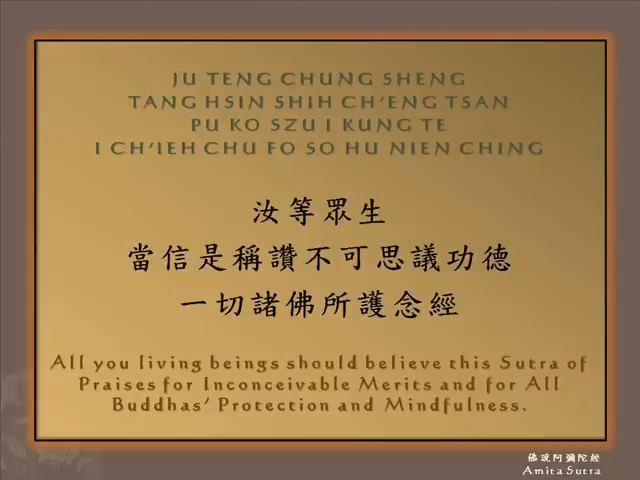 JU TENG CHUNG SHENG
TANG HSIN SHIH CH'ENG TSAN
PU KO SZU I KUNG TE
I CH'IEH CHU FO SO HU NIEN CHING
汝等眾生
當信是稱讚不可思議功德
一切諸佛所護念經
All you living beings should believe this Sutra of
Praises for Inconceivable Merits and for All
Buddhas' Protection and Mindfulness.
佛說阿彌陀經
Amita Sutra